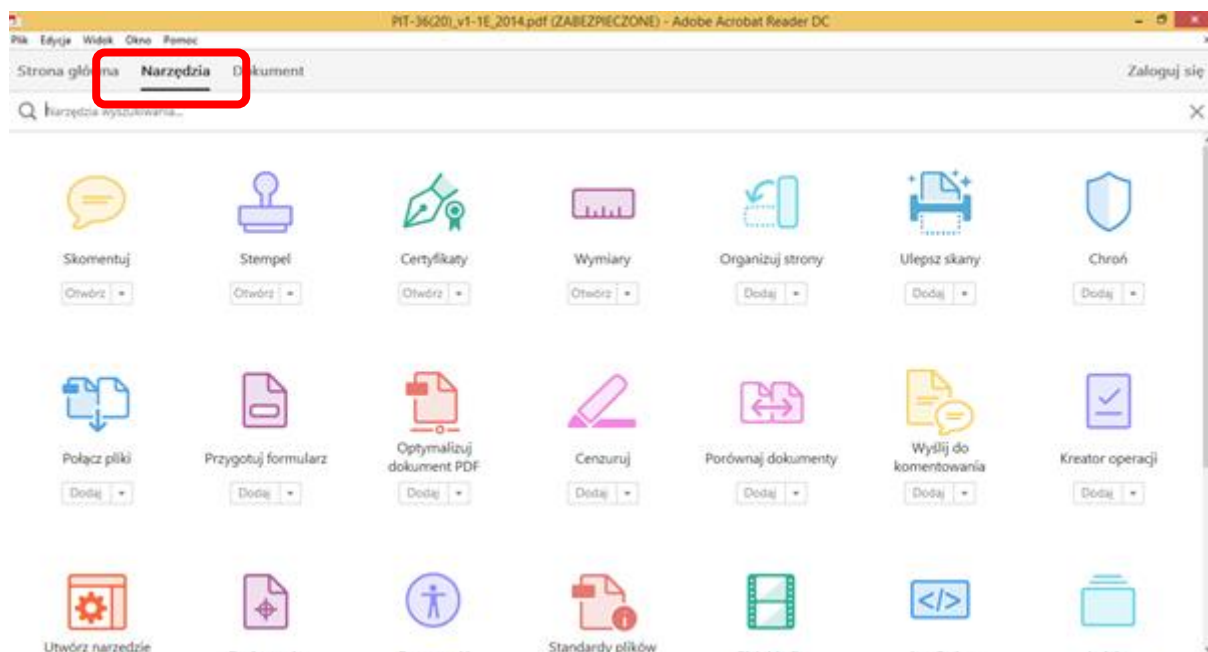 PIT-36(20)_v1-1E_2014.pdf (ZABEZPIECZONE) - Adobe Acrobat Reader DC
Plik Edycja Widok Okno Pomoc
Strona główna Narzędzia Dokument Zaloguj się
Narzędzia wyszukiwania...
Skomentuj Stempel Certyfikaty Wymiary Organizuj strony Ulepsz skany Chroń
Otwórz Otwórz Otwórz Otwórz Dodaj Dodaj Dodaj
Połącz pliki Przygotuj formularz Optymalizuj dokument PDF Cenzuruj Porównaj dokumenty Wyślij do komentowania Kreator operacji
Dodaj Dodaj Dodaj Dodaj Dodaj Dodaj Dodaj
Utwórz narzędzie Standardy plików